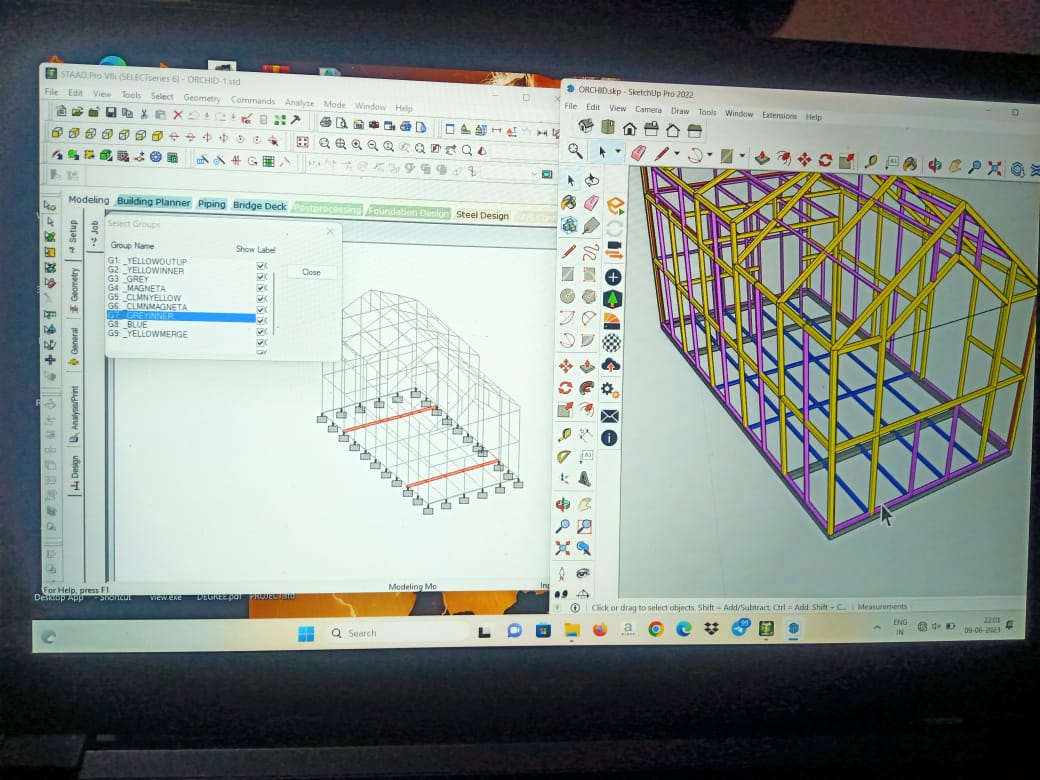 STAAD.Pro V8i (SELECTseries 6) - ORCHID-1.std
File Edit View Tools Select Geometry Commands Analyze Mode Window Help
Modeling Building Planner Piping Bridge Deck Postprocessing Foundation Design Steel Design
Setup
Job
Geometry
General
Analysis/Print
Design
Select Groups
Group Name Show Label
G1: _YELLOWOUTUP
G2: _YELLOWINNER
G3: _GREY
G4: _MAGNETA
G5: _CLMNYELLOW
G6: _CLMNMAGNETA
G7: _GREYINNER
G8: _BLUE
G9: _YELLOWMERGE
Close
For Help, press F1
Modeling Mo
Desktop App - Shortcut view.exe DEGREE.pdf PROJECT.std
ORCHID.skp - SketchUp Pro 2022
File Edit View Camera Draw Tools Window Extensions Help
Click or drag to select objects. Shift = Add/Subtract. Ctrl = Add. Shift + C... Measurements
Search
99
ENG
IN
22:01
09-06-2023